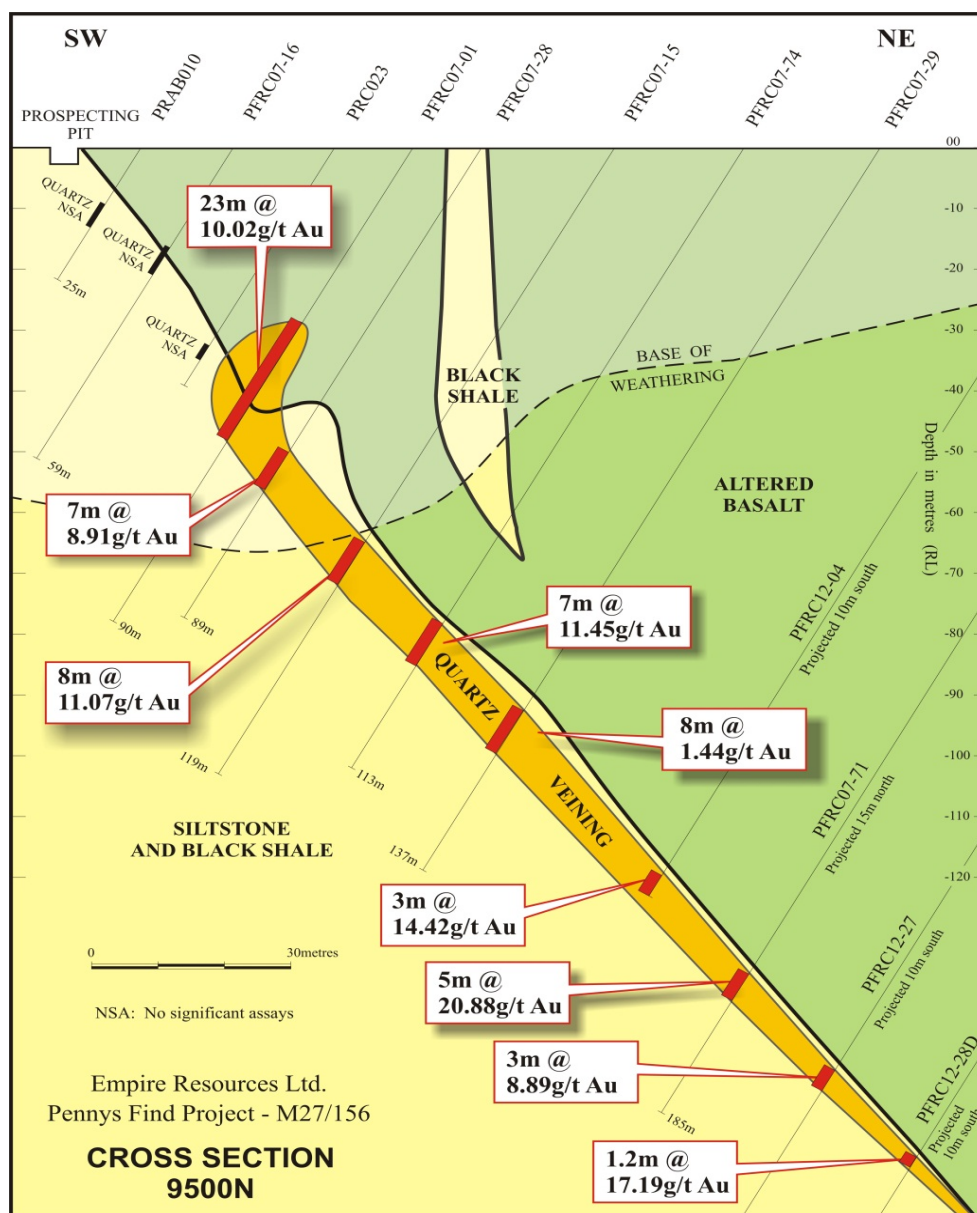 SW
NE
PRAB010
PFRC07-16
PRC023
PFRC07-01
PFRC07-28
PFRC07-15
PFRC07-74
PFRC07-29
PROSPECTING
PIT
00
-10
-20
-30
-40
-50
-60
-70
-80
-90
-100
-110
-120
Depth in metres (RL)
QUARTZ
NSA
QUARTZ
NSA
QUARTZ
NSA
25m
59m
90m
89m
119m
113m
137m
185m
23m @
10.02g/t Au
BASE OF
WEATHERING
BLACK
SHALE
ALTERED
BASALT
7m @
8.91g/t Au
8m @
11.07g/t Au
7m @
11.45g/t Au
8m @
1.44g/t Au
QUARTZ
VEINING
PFRC12-04
Projected 10m south
PFRC07-71
Projected 15m north
PFRC12-27
Projected 10m south
PFRC12-28D
Projected
10m south
SILTSTONE
AND BLACK SHALE
3m @
14.42g/t Au
5m @
20.88g/t Au
3m @
8.89g/t Au
1.2m @
17.19g/t Au
0
30metres
NSA: No significant assays
Empire Resources Ltd.
Pennys Find Project - M27/156
CROSS SECTION
9500N